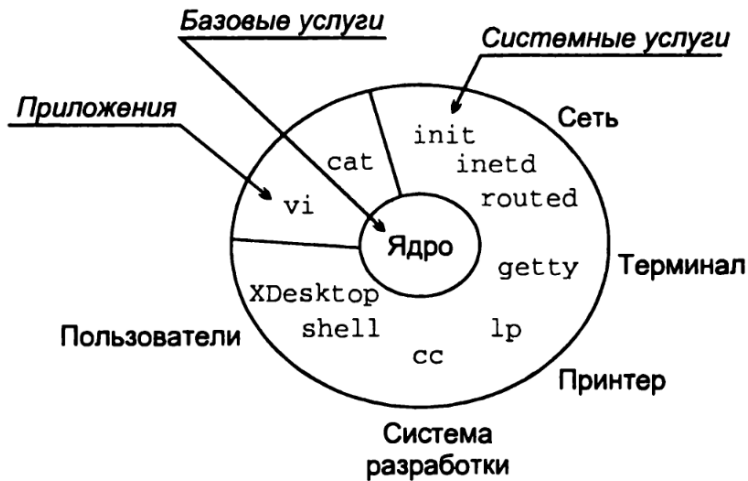 Базовые услуги
Системные услуги
Приложения
Сеть
init
inetd
cat
routed
vi
Ядро
getty
Терминал
XDesktop
Пользователи
shell
lp
cc
Принтер
Система
разработки